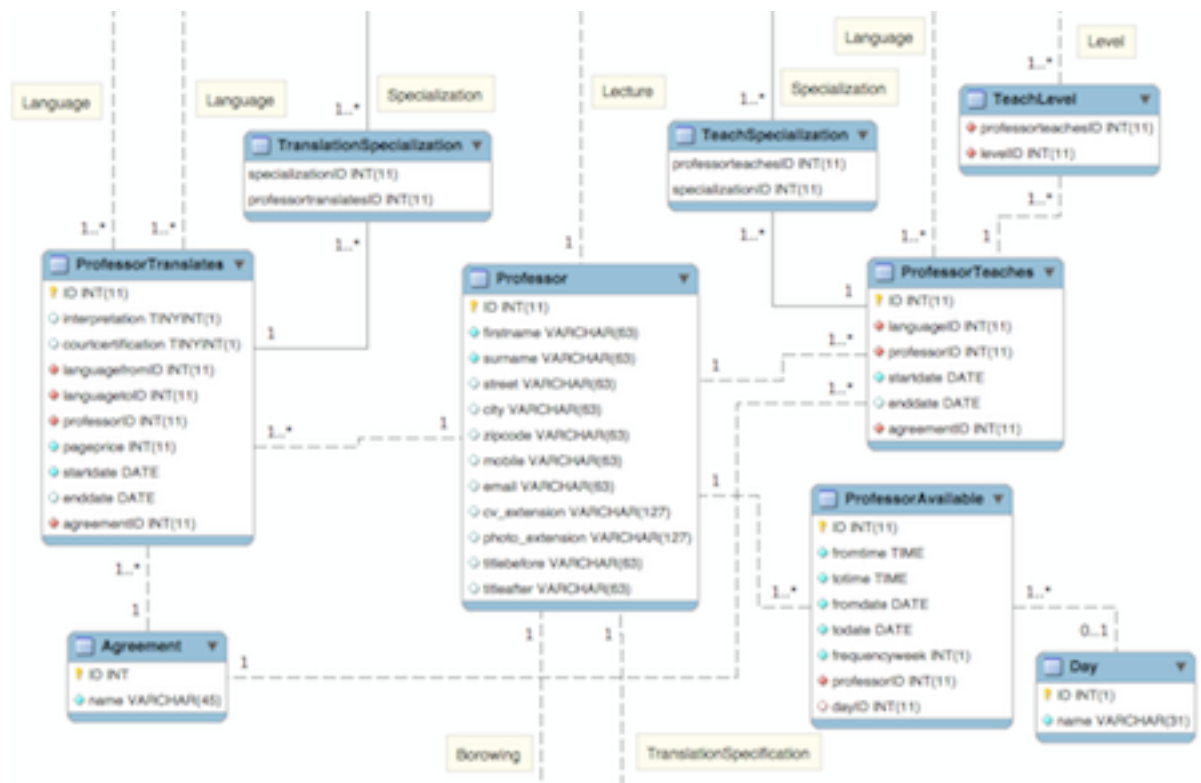 Language
Language
Specialization
Lecture
Language
Specialization
Level
1..*
1..*
1..*
TranslationSpecialization
specializationID INT(11)
professortranslatesID INT(11)
TeachSpecialization
professorteachesID INT(11)
specializationID INT(11)
TeachLevel
professorteachesID INT(11)
levelID INT(11)
1..*
1..*
1..*
1
1..*
1..*
1
1..*
ProfessorTranslates
ID INT(11)
interpretation TINYINT(1)
courtcertification TINYINT(1)
languagefromID INT(11)
languagetoID INT(11)
professorID INT(11)
pageprice INT(11)
startdate DATE
enddate DATE
agreementID INT(11)
1
1..*
1
Professor
ID INT(11)
firstname VARCHAR(63)
surname VARCHAR(63)
street VARCHAR(63)
city VARCHAR(63)
zipcode VARCHAR(63)
mobile VARCHAR(63)
email VARCHAR(63)
cv_extension VARCHAR(127)
photo_extension VARCHAR(127)
titlebefore VARCHAR(63)
titleafter VARCHAR(63)
1
1
1..*
1..*
1
ProfessorTeaches
ID INT(11)
languageID INT(11)
professorID INT(11)
startdate DATE
enddate DATE
agreementID INT(11)
ProfessorAvailable
ID INT(11)
fromtime TIME
totime TIME
fromdate DATE
todate DATE
frequencyweek INT(1)
professorID INT(11)
dayID INT(11)
1..*
1..*
0..1
1..*
1
Agreement
ID INT
name VARCHAR(45)
1
1
1
Day
ID INT(1)
name VARCHAR(31)
Borowing
TranslationSpecification